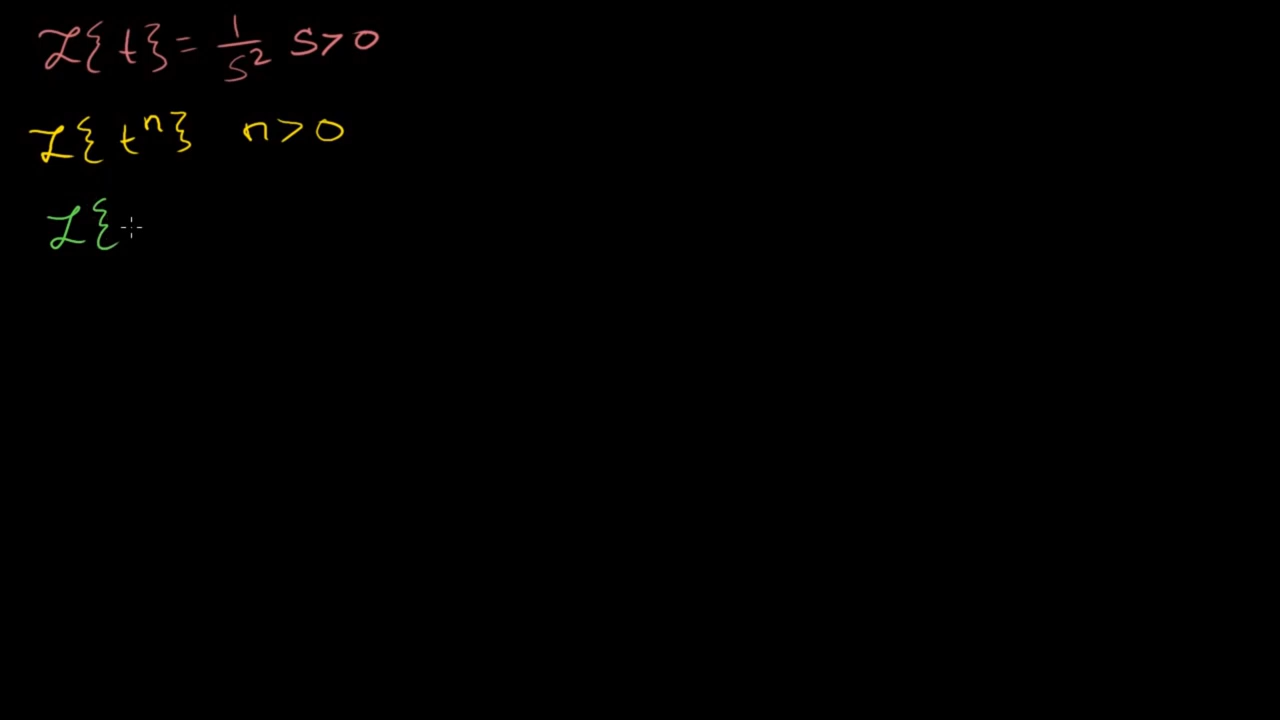 ℒ{t} = 1/s² s>0
ℒ{tⁿ} n>0
ℒ{